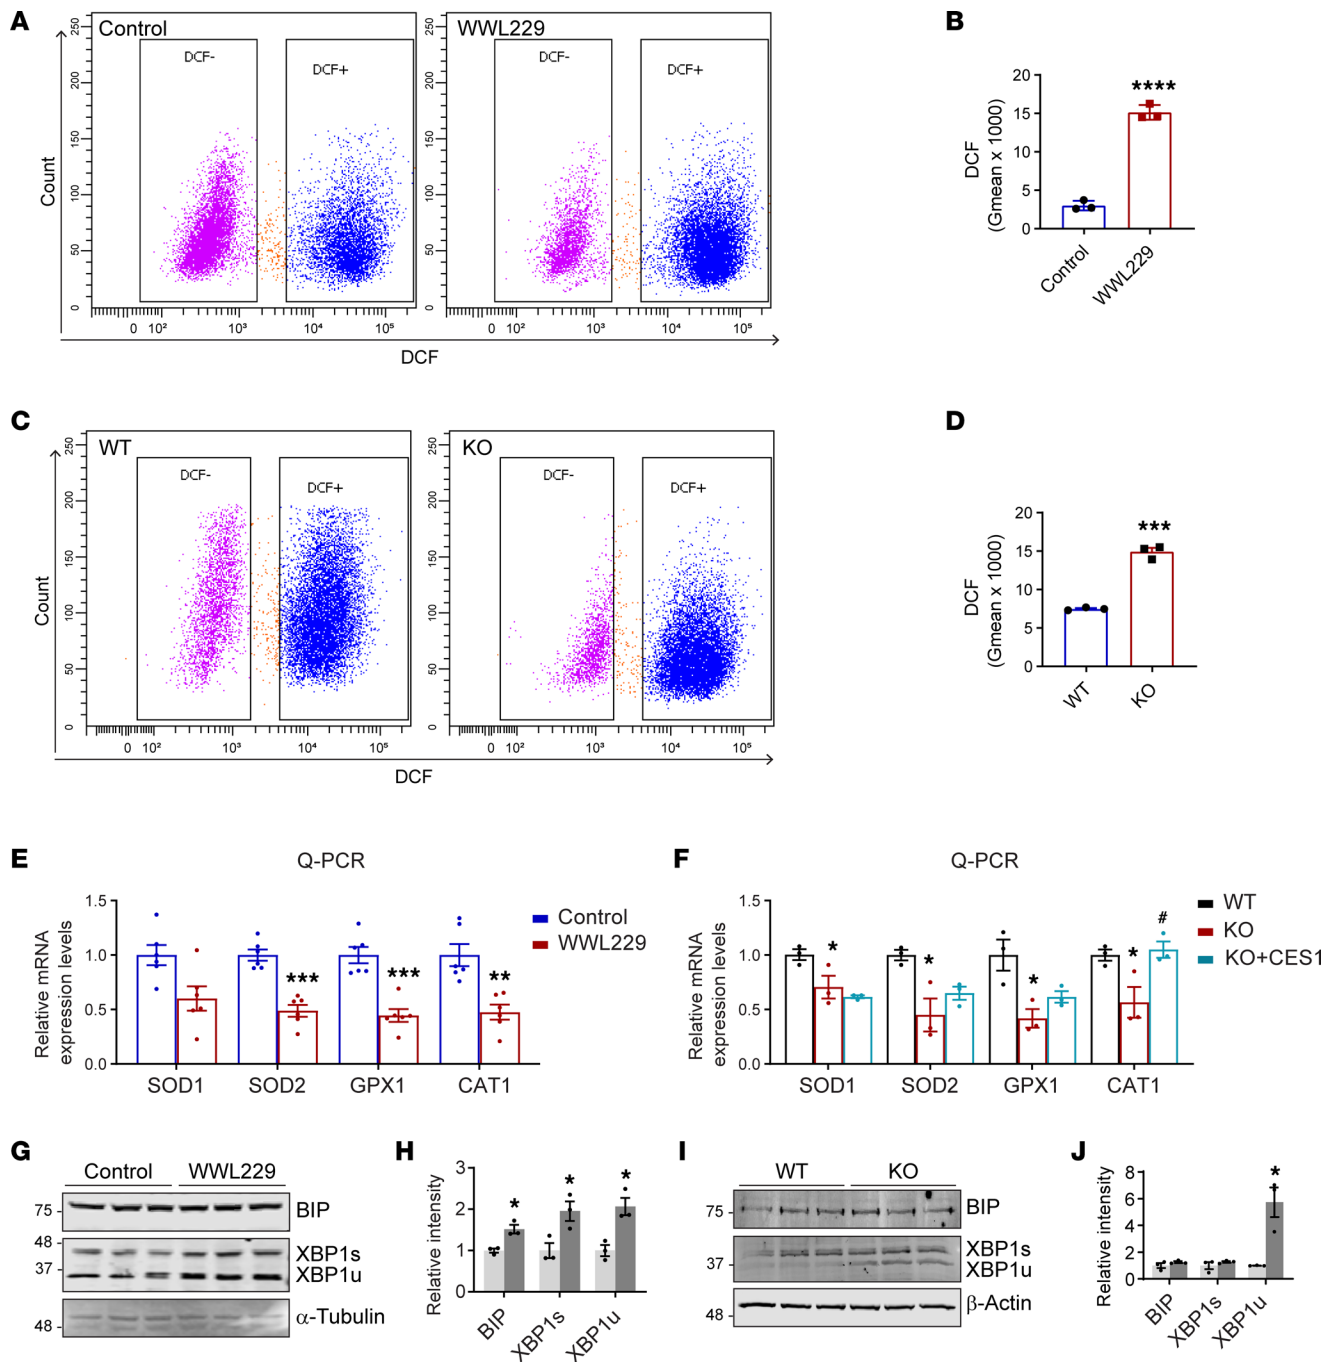 A
Control
WWL229
DCF-
DCF+
DCF-
DCF+
Count
0 50 100 150 200 250
0 10² 10³ 10⁴ 10⁵
0 10² 10³ 10⁴ 10⁵
DCF
B
DCF
(Gmean x 1000)
20
15
10
5
0
****
Control
WWL229
C
WT
KO
DCF-
DCF+
DCF-
DCF+
Count
0 50 100 150 200 250
0 50 100 150 200 250
0 10² 10³ 10⁴ 10⁵
0 10² 10³ 10⁴ 10⁵
DCF
D
DCF
(Gmean x 1000)
20
15
10
5
0
***
WT
KO
E
Q-PCR
Relative mRNA
expression levels
1.5
1.0
0.5
0.0
*** *** **
Control
WWL229
SOD1 SOD2 GPX1 CAT1
F
Q-PCR
Relative mRNA
expression levels
1.5
1.0
0.5
0.0
* * * * #
WT
KO
KO+CES1
SOD1 SOD2 GPX1 CAT1
G
Control WWL229
75 - BIP
48 - XBP1s
37 - XBP1u
48 - α-Tubulin
H
Relative intensity
3
2
1
0
* * *
BIP
XBP1s
XBP1u
I
WT KO
75 - BIP
XBP1s
37 - XBP1u
48 - β-Actin
J
Relative intensity
8
6
4
2
0
*
BIP
XBP1s
XBP1u